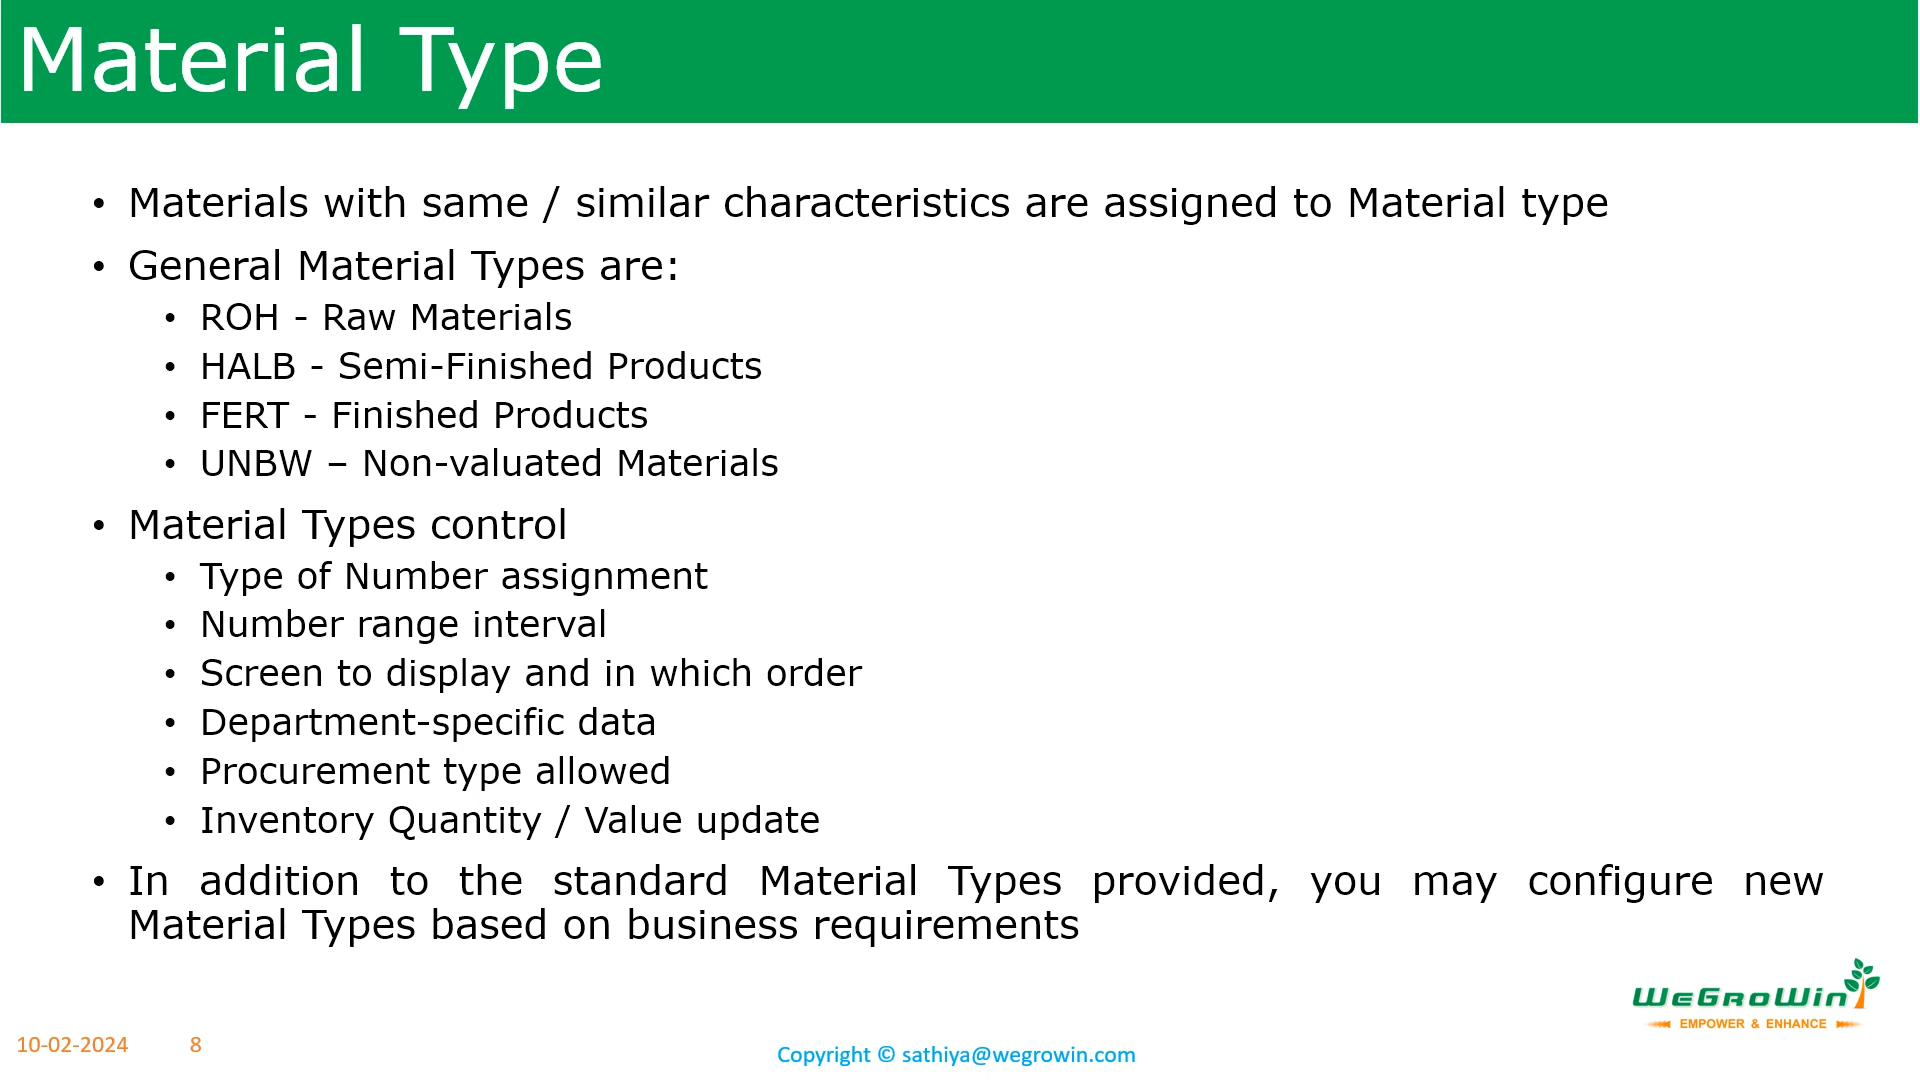 Material Type
• Materials with same / similar characteristics are assigned to Material type
• General Material Types are:
• ROH - Raw Materials
• HALB - Semi-Finished Products
• FERT - Finished Products
• UNBW – Non-valuated Materials
• Material Types control
• Type of Number assignment
• Number range interval
• Screen to display and in which order
• Department-specific data
• Procurement type allowed
• Inventory Quantity / Value update
• In addition to the standard Material Types provided, you may configure new
Material Types based on business requirements
WeGroWin
EMPOWER & ENHANCE
10-02-2024 8
Copyright © sathiya@wegrowin.com